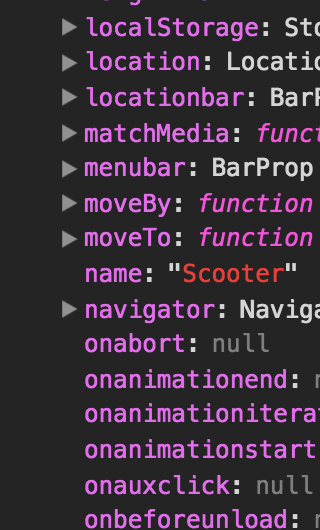 localStorage: Sto
location: Locatio
locationbar: BarP
matchMedia: funct
menubar: BarProp
moveBy: function
moveTo: function
name: "Scooter"
navigator: Naviga
onabort: null
onanimationend: n
onanimationiterat
onanimationstart
onauxclick: null
onbeforeunload: n